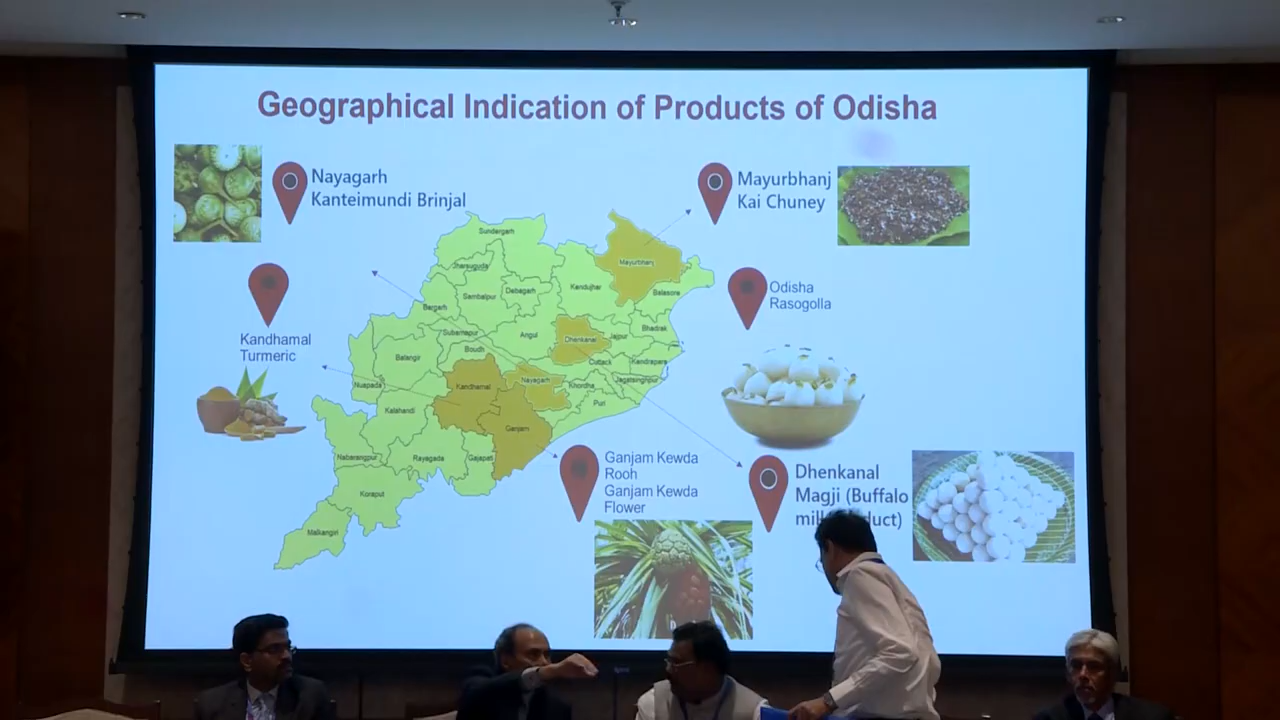 Geographical Indication of Products of Odisha
Nayagarh
Kanteimundi Brinjal
Mayurbhanj
Kai Chuney
Kandhamal
Turmeric
Odisha
Rasogolla
Ganjam Kewda
Rooh
Ganjam Kewda
Flower
Dhenkanal
Magji (Buffalo
Sundergarh
Jharsuguda
Mayurbhanj
Sambalpur
Debagarh
Kendujhar
Balasore
Bargarh
Subarnapur
Angul
Dhenkanal
Jajpur
Bhadrak
Balangir
Boudh
Cuttack
Kendrapara
Nuapada
Kandhamal
Nayagarh
Khordha
Jagatsinghpur
Kalahandi
Puri
Ganjam
Nabarangpur
Rayagada
Gajapati
Koraput
Malkangiri